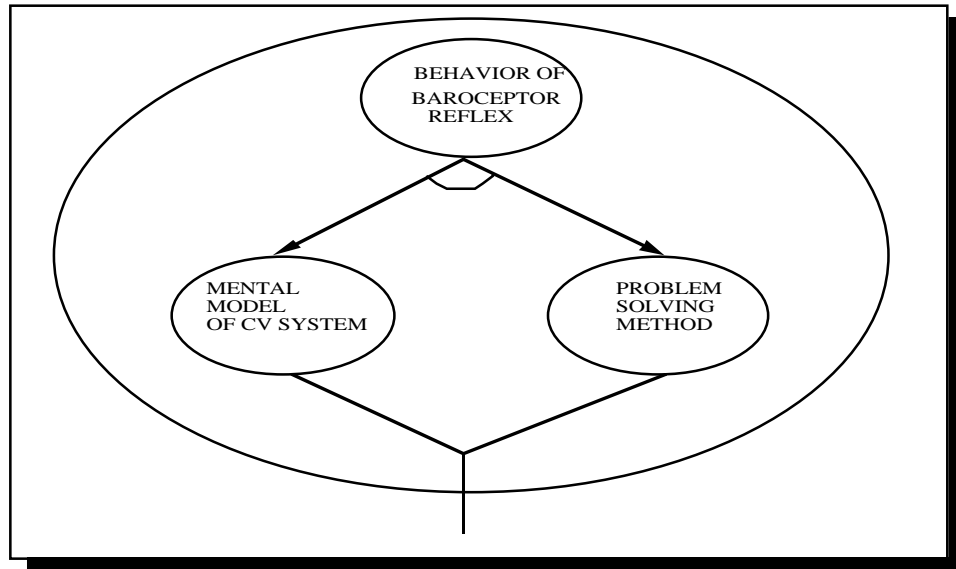 BEHAVIOR OF
BAROCEPTOR
REFLEX
MENTAL
MODEL
OF CV SYSTEM
PROBLEM
SOLVING
METHOD